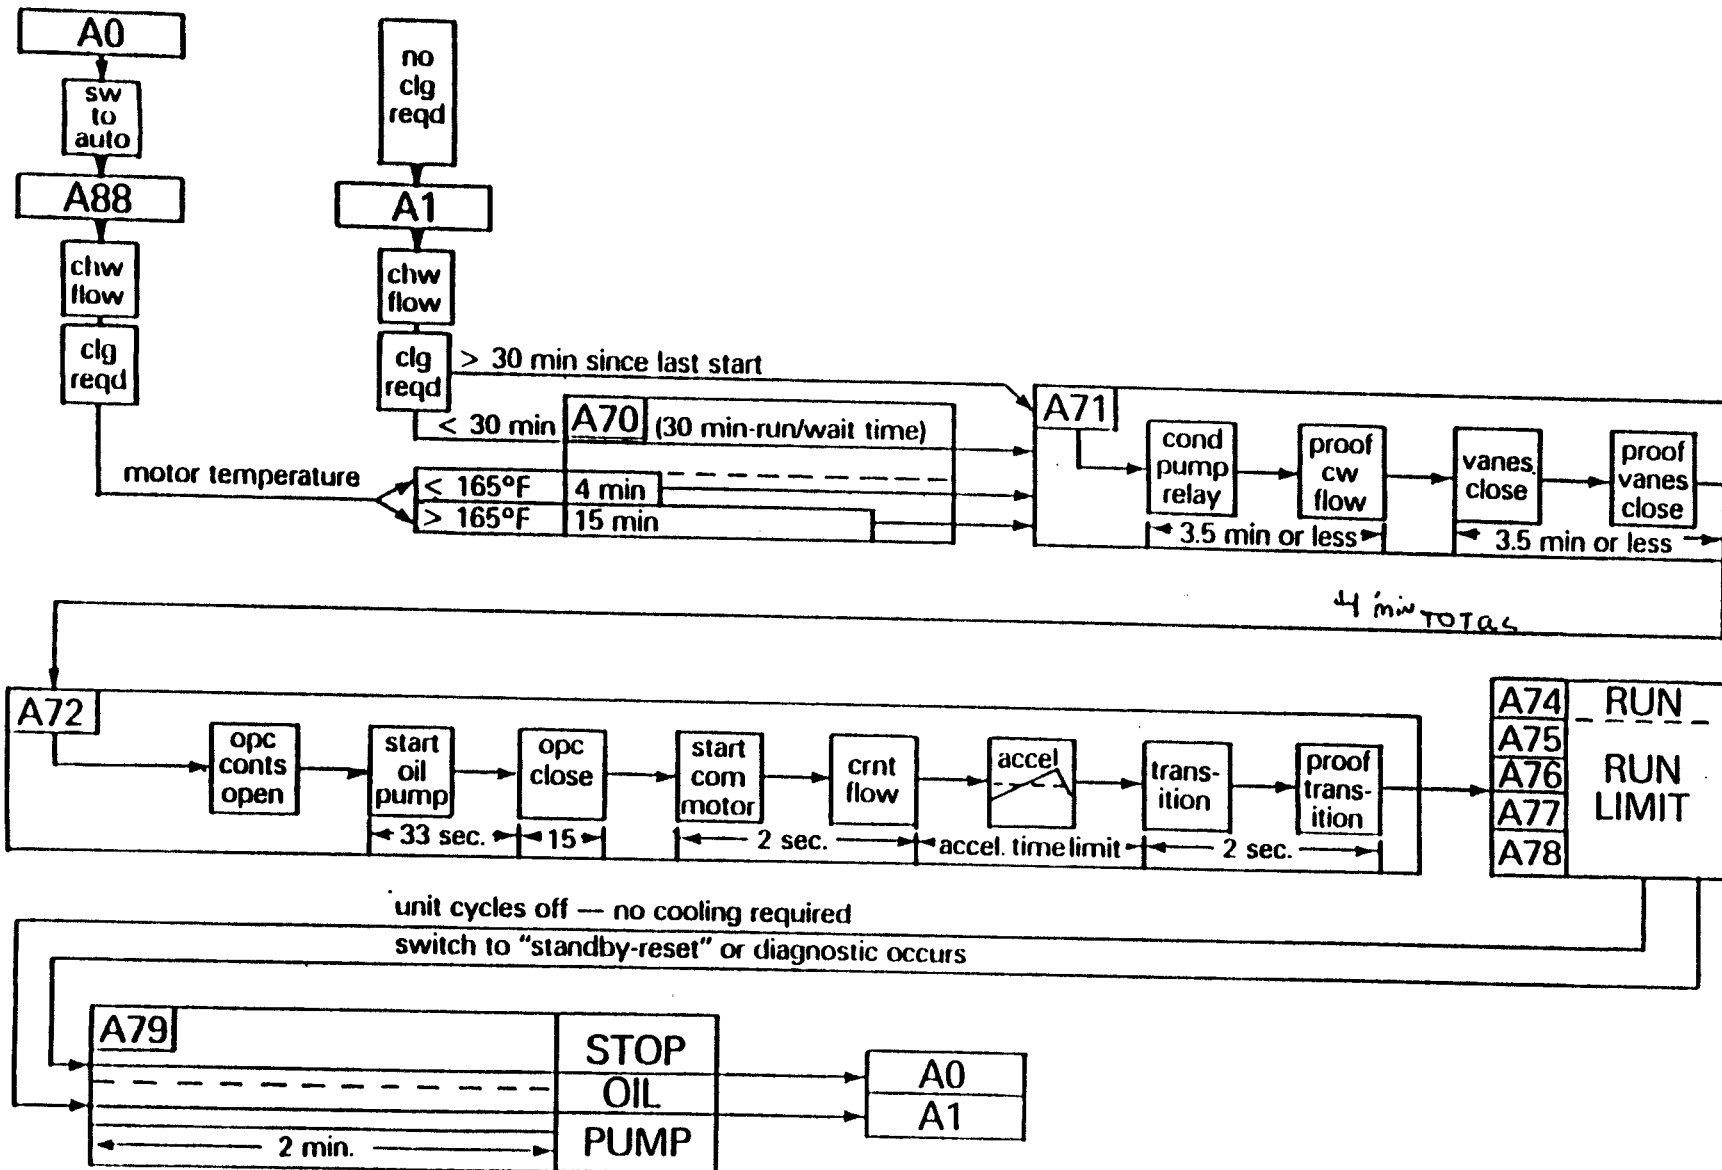 A0
sw
to
auto
A88
chw
flow
clg
reqd
no
clg
reqd
A1
chw
flow
clg
reqd
> 30 min since last start
< 30 min
A70 (30 min-run/wait time)
motor temperature
< 165°F 4 min
> 165°F 15 min
A71
cond
pump
relay
proof
cw
flow
vanes
close
proof
vanes
close
3.5 min or less
3.5 min or less
4 min TOTAL
A72
opc
conts
open
start
oil
pump
opc
close
start
com
motor
crnt
flow
accel
trans-
ition
proof
trans-
ition
33 sec.
15
2 sec.
accel. time limit
2 sec.
A74 RUN
A75
A76
A77
A78
RUN
LIMIT
unit cycles off — no cooling required
switch to "standby-reset" or diagnostic occurs
A79
2 min.
STOP
OIL
PUMP
A0
A1